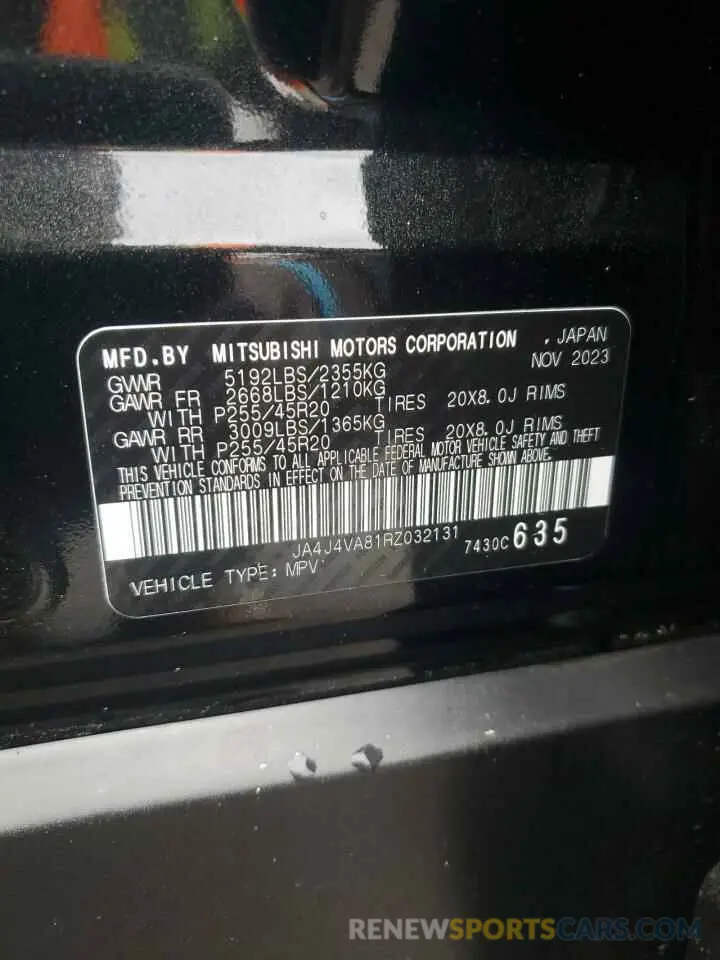 MFD.BY MITSUBISHI MOTORS CORPORATION , JAPAN
NOV 2023
GVWR 5192LBS/2355KG
GAWR FR 2668LBS/1210KG
WITH P255/45R20 TIRES 20X8.0J RIMS
GAWR RR 3009LBS/1365KG
WITH P255/45R20 TIRES 20X8.0J RIMS
THIS VEHICLE CONFORMS TO ALL APPLICABLE FEDERAL MOTOR VEHICLE SAFETY AND THEFT
PREVENTION STANDARDS IN EFFECT ON THE DATE OF MANUFACTURE SHOWN ABOVE.
JA4J4VA81RZ032131 7430C 635
VEHICLE TYPE: MPV
RENEWSPORTSCARS.COM